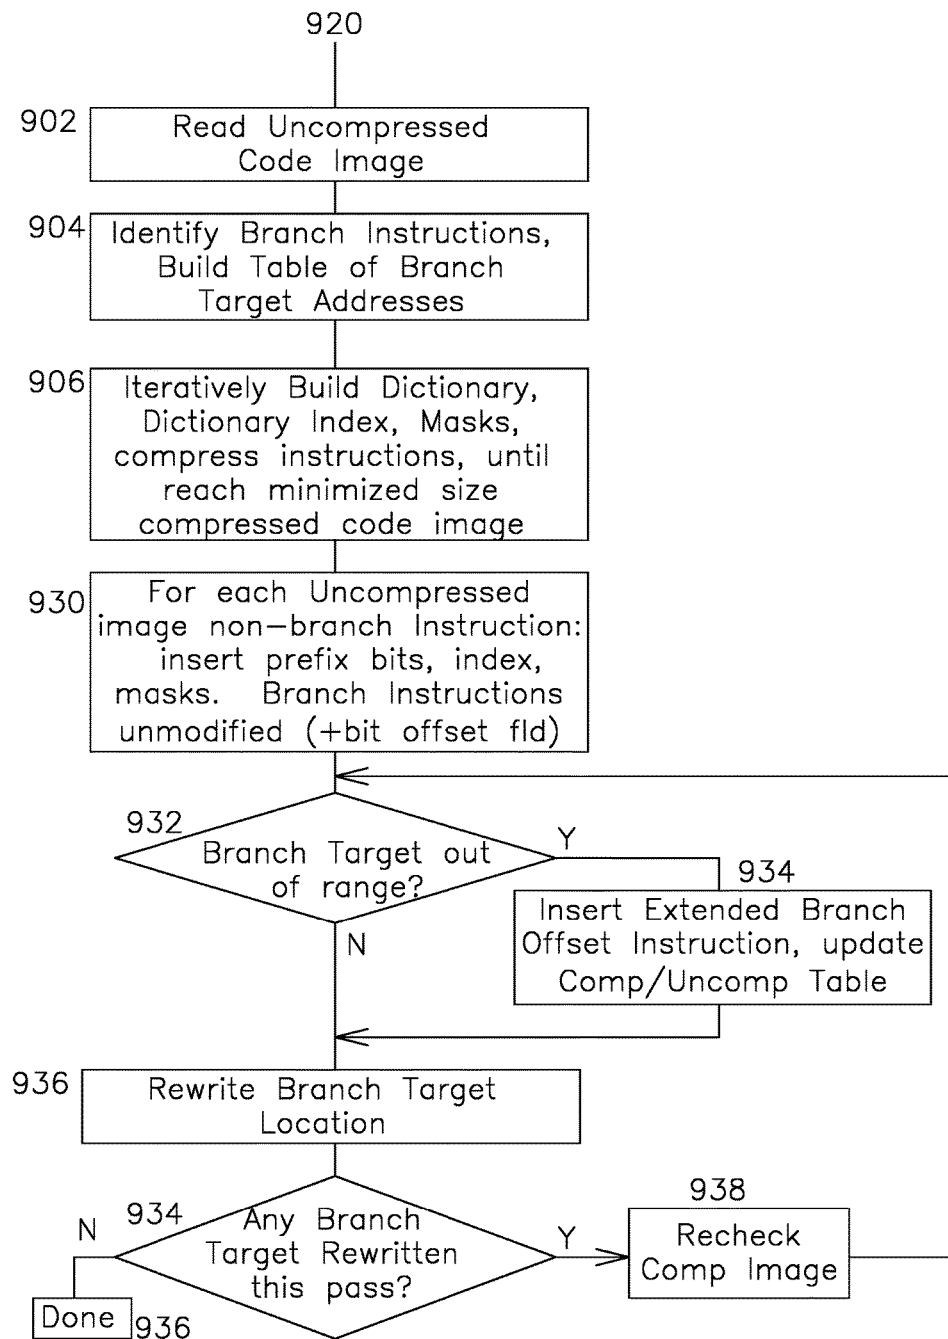 920
902
Read Uncompressed
Code Image
904
Identify Branch Instructions,
Build Table of Branch
Target Addresses
906
Iteratively Build Dictionary,
Dictionary Index, Masks,
compress instructions, until
reach minimized size
compressed code image
930
For each Uncompressed
image non-branch Instruction:
insert prefix bits, index,
masks. Branch Instructions
unmodified (+bit offset fld)
932
Branch Target out
of range?
Y
N
934
Insert Extended Branch
Offset Instruction, update
Comp/Uncomp Table
936
Rewrite Branch Target
Location
934
Any Branch
Target Rewritten
this pass?
N
Y
938
Recheck
Comp Image
Done
936